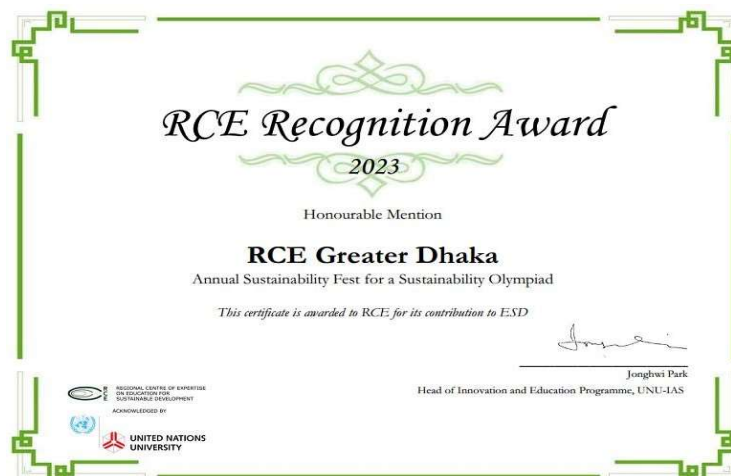 RCE Recognition Award
2023
Honourable Mention
RCE Greater Dhaka
Annual Sustainability Fest for a Sustainability Olympiad
This certificate is awarded to RCE for its contribution to ESD
Jonghwi Park
Head of Innovation and Education Programme, UNU-IAS
RCE
REGIONAL CENTRE OF EXPERTISE
ON EDUCATION FOR
SUSTAINABLE DEVELOPMENT
ACKNOWLEDGED BY
UNITED NATIONS
UNIVERSITY